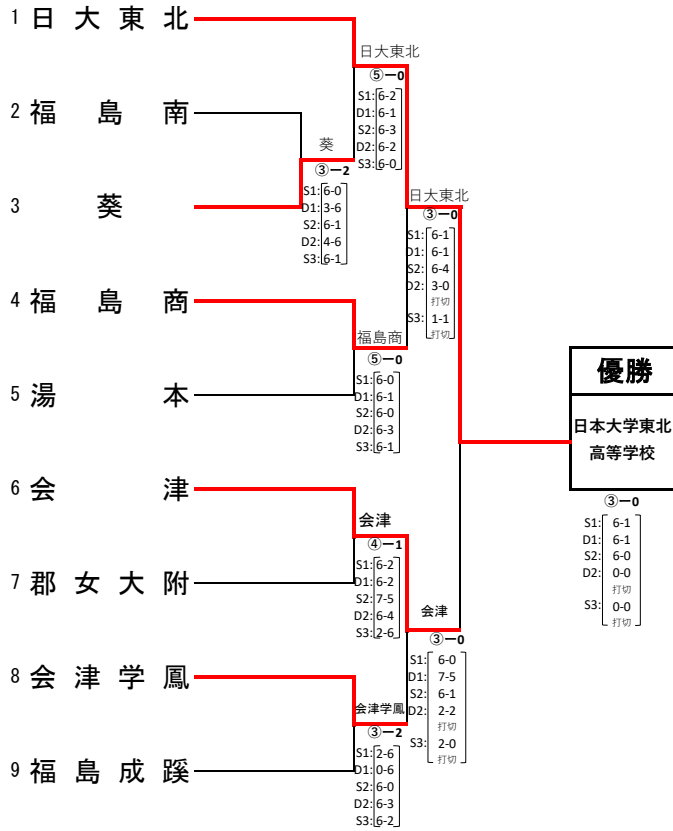 1 日大東北
2 福島南
3 葵
4 福島商
5 湯本
6 会津
7 郡女大附
8 会津学鳳
9 福島成蹊
葵
③ー2
S1: 6-0
D1: 3-6
S2: 6-1
D2: 4-6
S3: 6-1
日大東北
⑤ー0
S1: 6-2
D1: 6-1
S2: 6-3
D2: 6-2
S3: 6-0
福島商
⑤ー0
S1: 6-0
D1: 6-1
S2: 6-0
D2: 6-3
S3: 6-1
会津
④ー1
S1: 6-2
D1: 6-2
S2: 7-5
D2: 6-4
S3: 2-6
会津学鳳
③ー2
S1: 2-6
D1: 0-6
S2: 6-0
D2: 6-3
S3: 6-2
日大東北
③ー0
S1: 6-1
D1: 6-1
S2: 6-4
D2: 3-0
打切
S3: 1-1
打切
会津
③ー0
S1: 6-0
D1: 7-5
S2: 6-1
D2: 2-2
打切
S3: 2-0
打切
優勝
日本大学東北
高等学校
③ー0
S1: 6-1
D1: 6-1
S2: 6-0
D2: 0-0
打切
S3: 0-0
打切